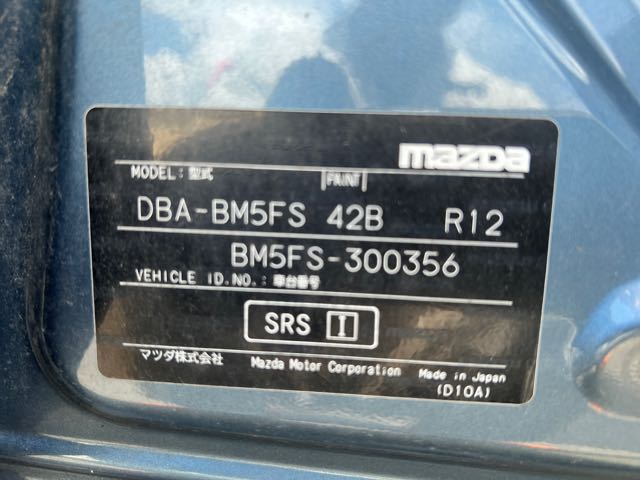 mazda
MODEL: 型式 PAINT
DBA-BM5FS 42B R12
BM5FS-300356
VEHICLE ID.NO.: 車台番号
SRS I
マツダ株式会社 Mazda Motor Corporation Made in Japan
(D10A)